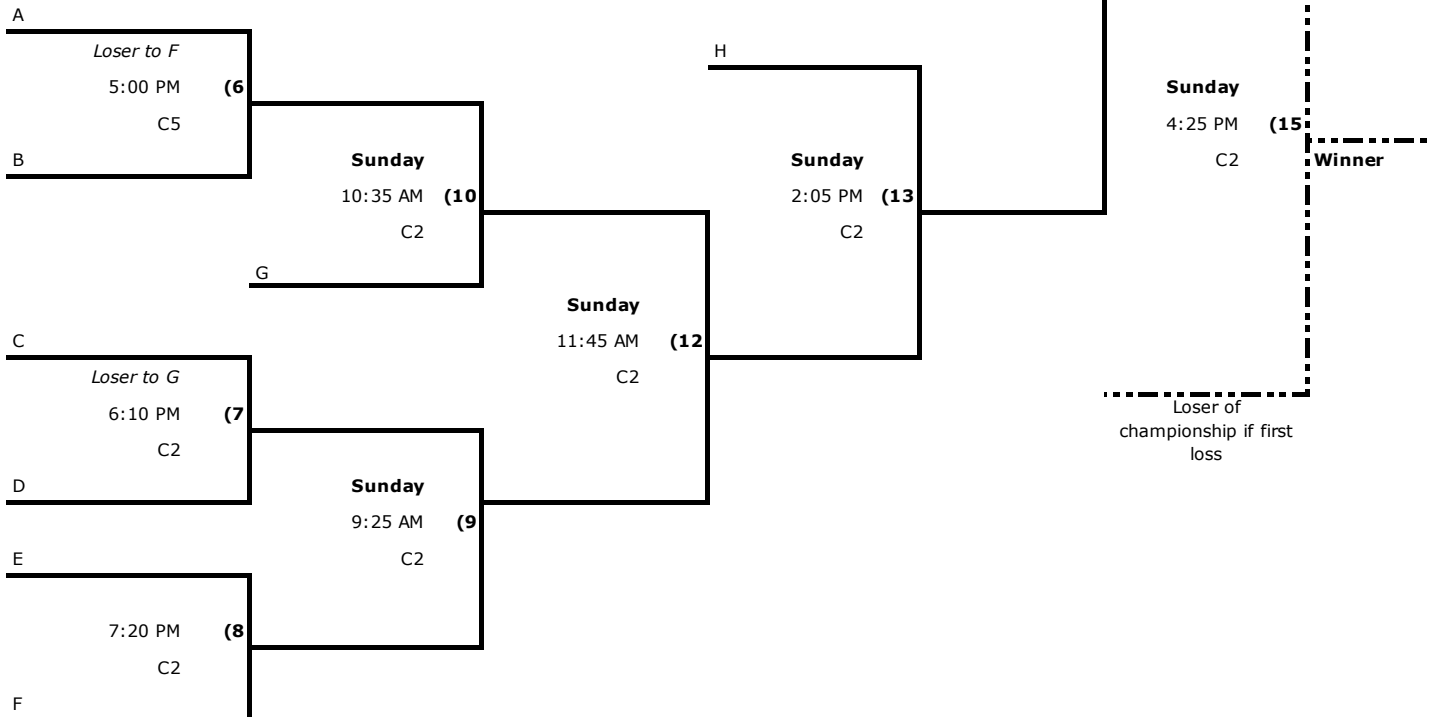 A
Loser to F
5:00 PM (6
C5
B
Sunday
10:35 AM (10
C2
G
C
Loser to G
6:10 PM (7
C2
D
Sunday
9:25 AM (9
C2
E
7:20 PM (8
C2
F
Sunday
11:45 AM (12
C2
H
Sunday
2:05 PM (13
C2
Sunday
4:25 PM (15
C2
Winner
Loser of
championship if first
loss